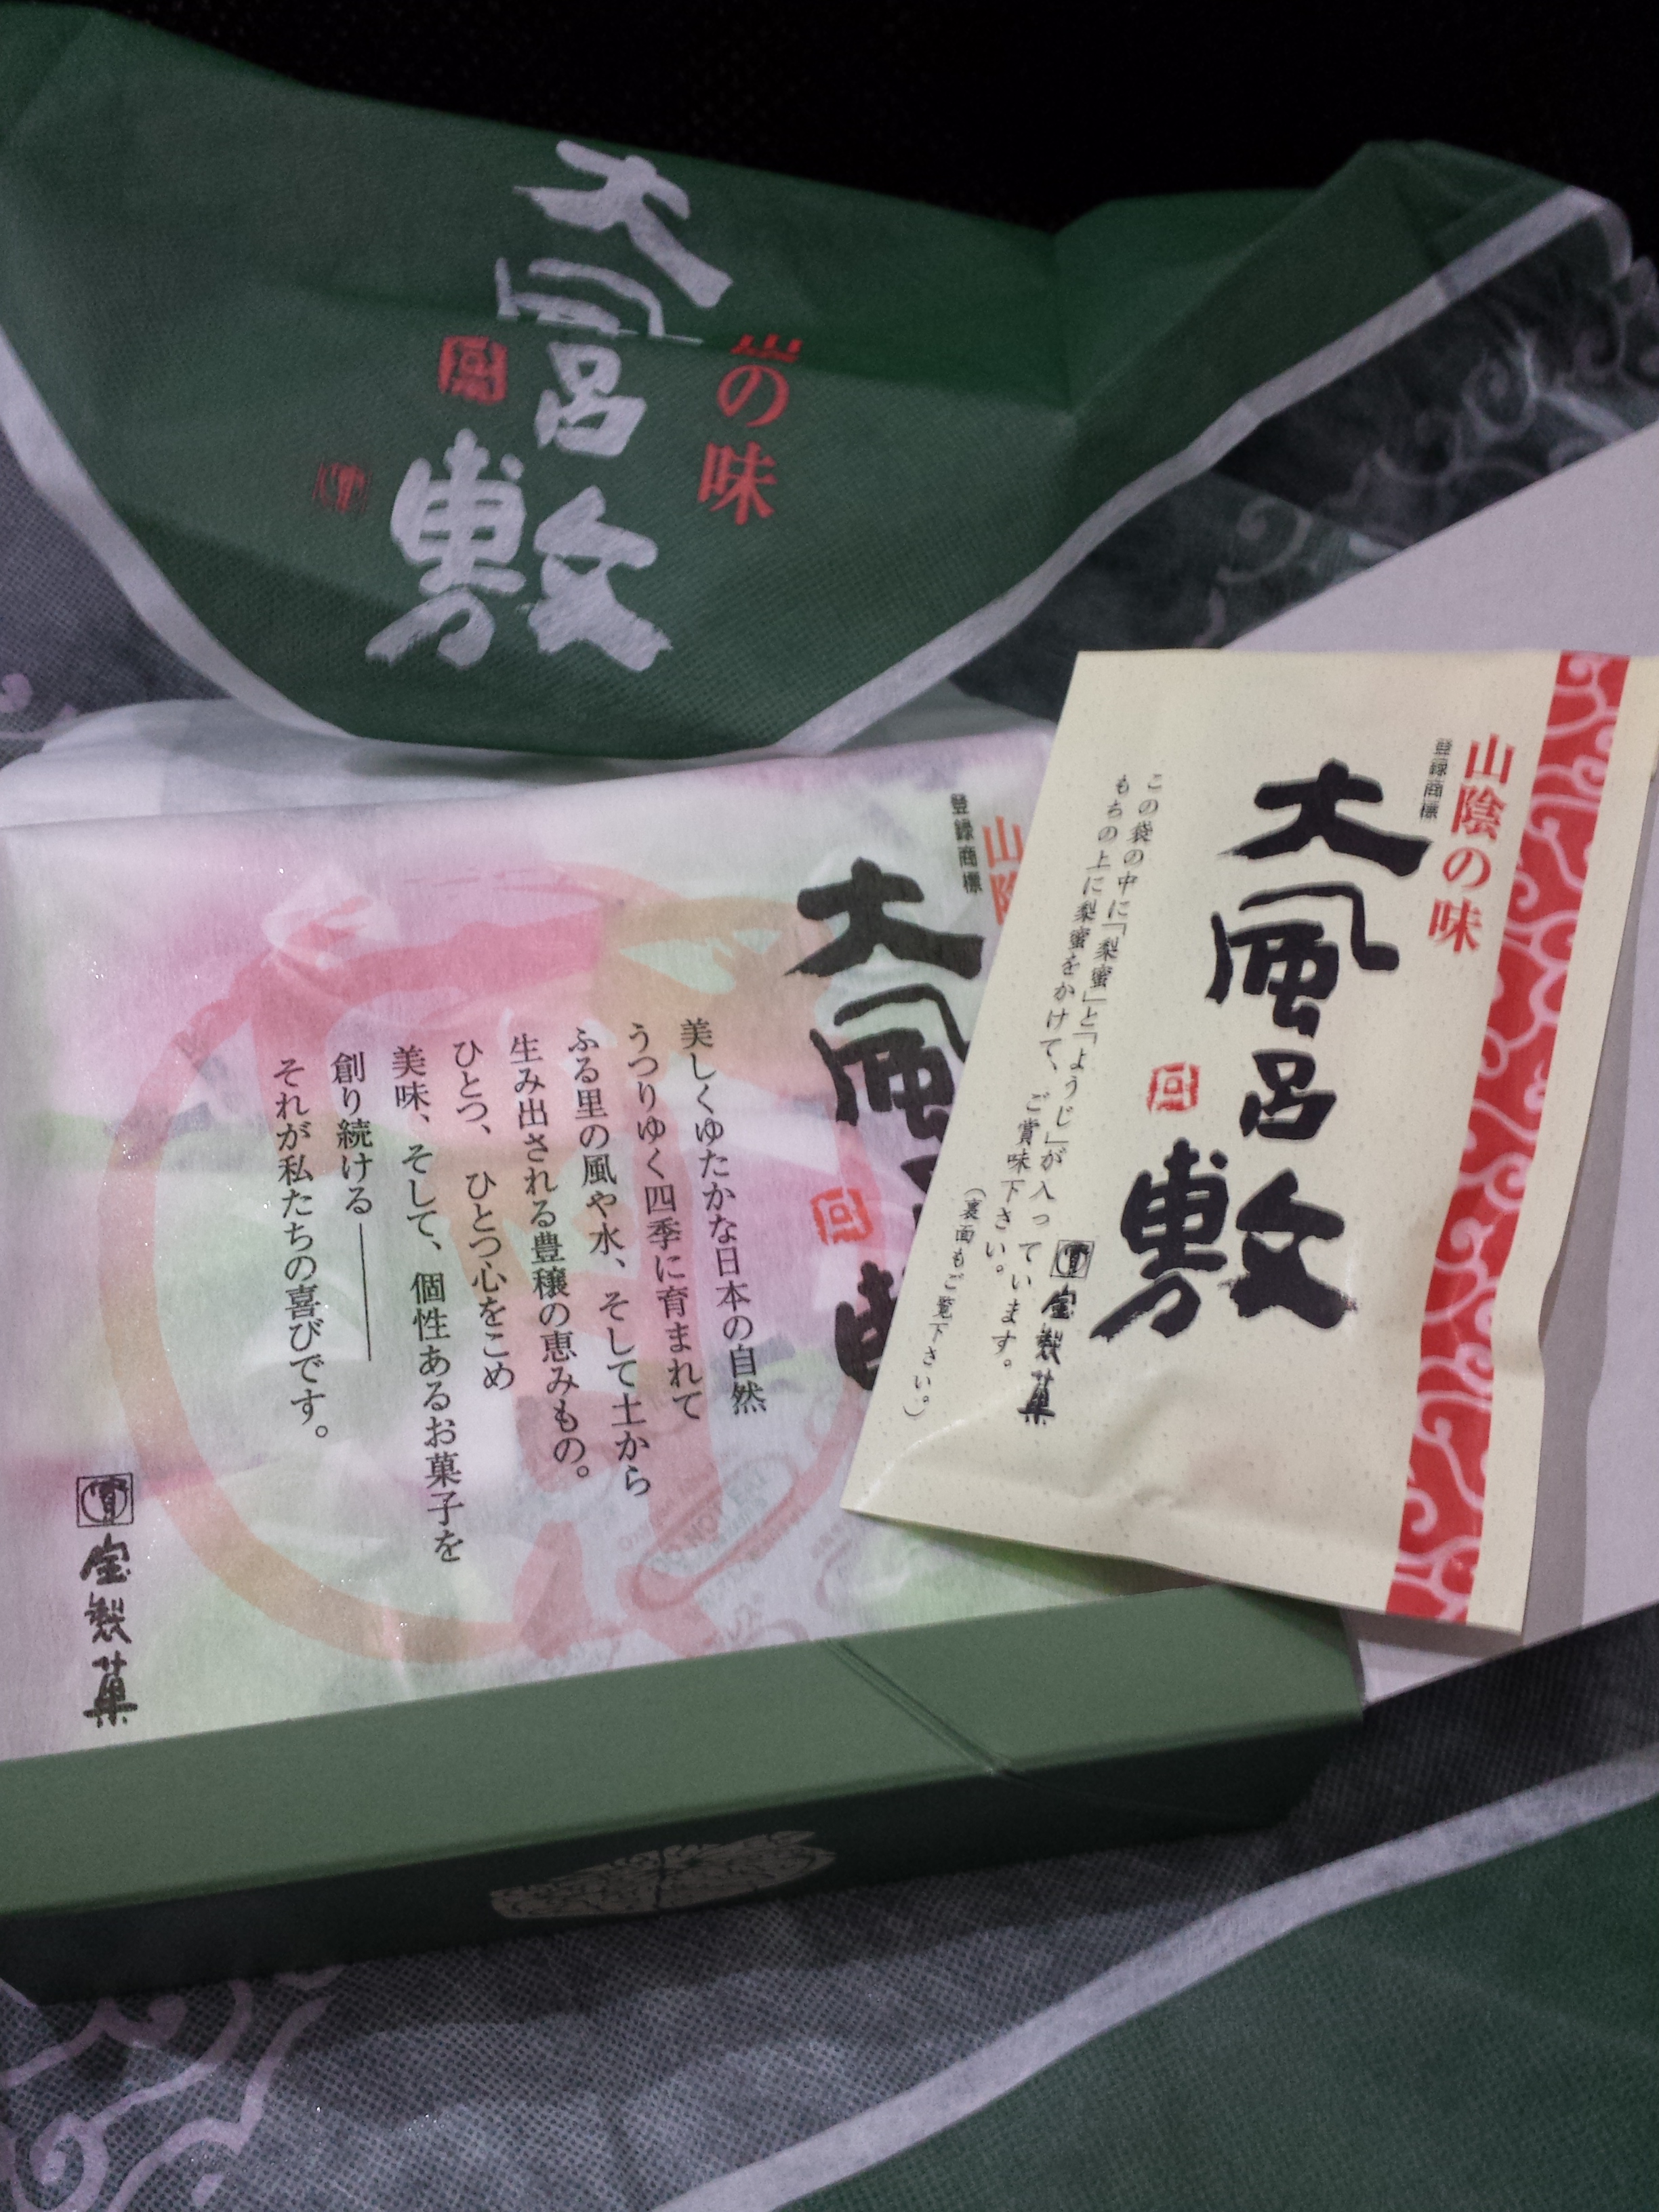 大風呂敷
の味
山陰の味
登録商標
大風呂敷
宝製菓
この袋の中に「梨蜜」と「ようじ」が入っています。
もちの上に梨蜜をかけて、ご賞味下さい。
（裏面もご覧下さい。）
山陰
登録商標
大風
美しくゆたかな日本の自然
うつりゆく四季に育まれて
ふる里の風や水、そして土から
生み出される豊穣の恵みもの。
ひとつ、ひとつ心をこめ
美味、そして、個性あるお菓子を
創り続ける――
それが私たちの喜びです。
宝製菓